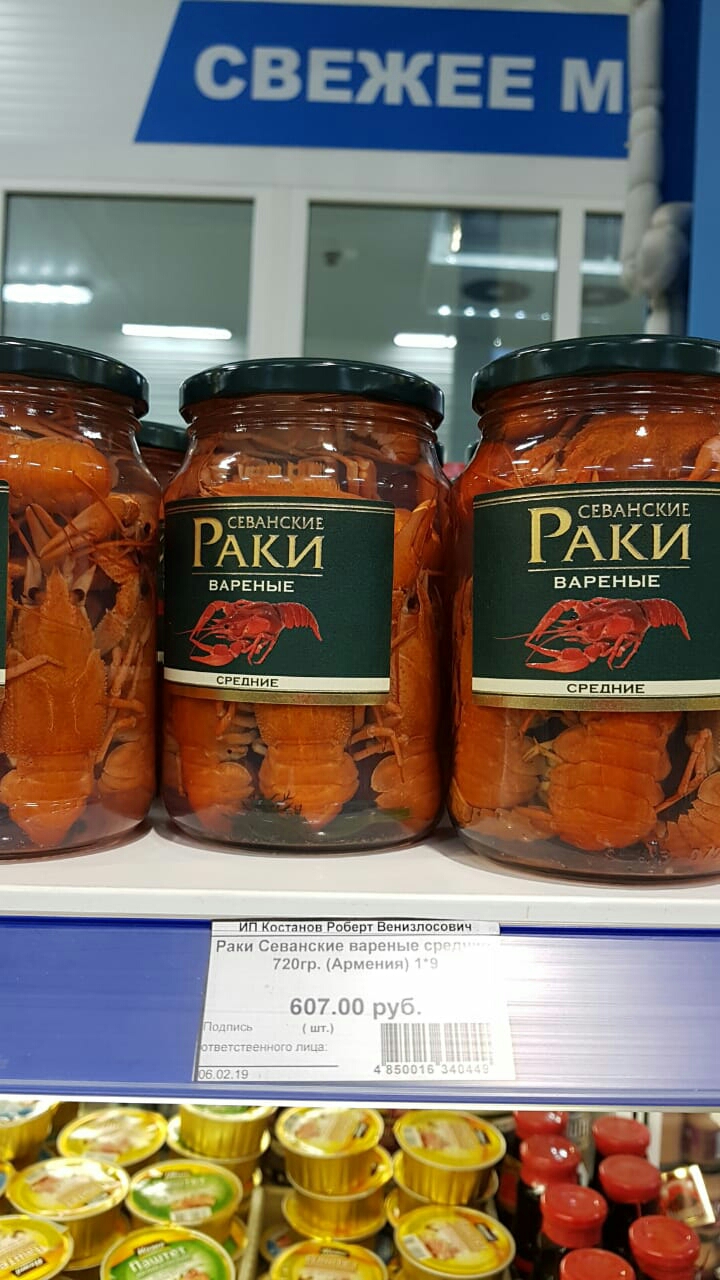 СВЕЖЕЕ М
СЕВАНСКИЕ
РАКИ
ВАРЕНЫЕ
СРЕДНИЕ
СЕВАНСКИЕ
РАКИ
ВАРЕНЫЕ
СРЕДНИЕ
ИП Костанов Роберт Венизлосович
Раки Севанские вареные
720гр. (Армения) 1*9
607.00 руб.
Подпись (шт.)
ответственного лица:
4 850016 340449
06.02.19
Паштет